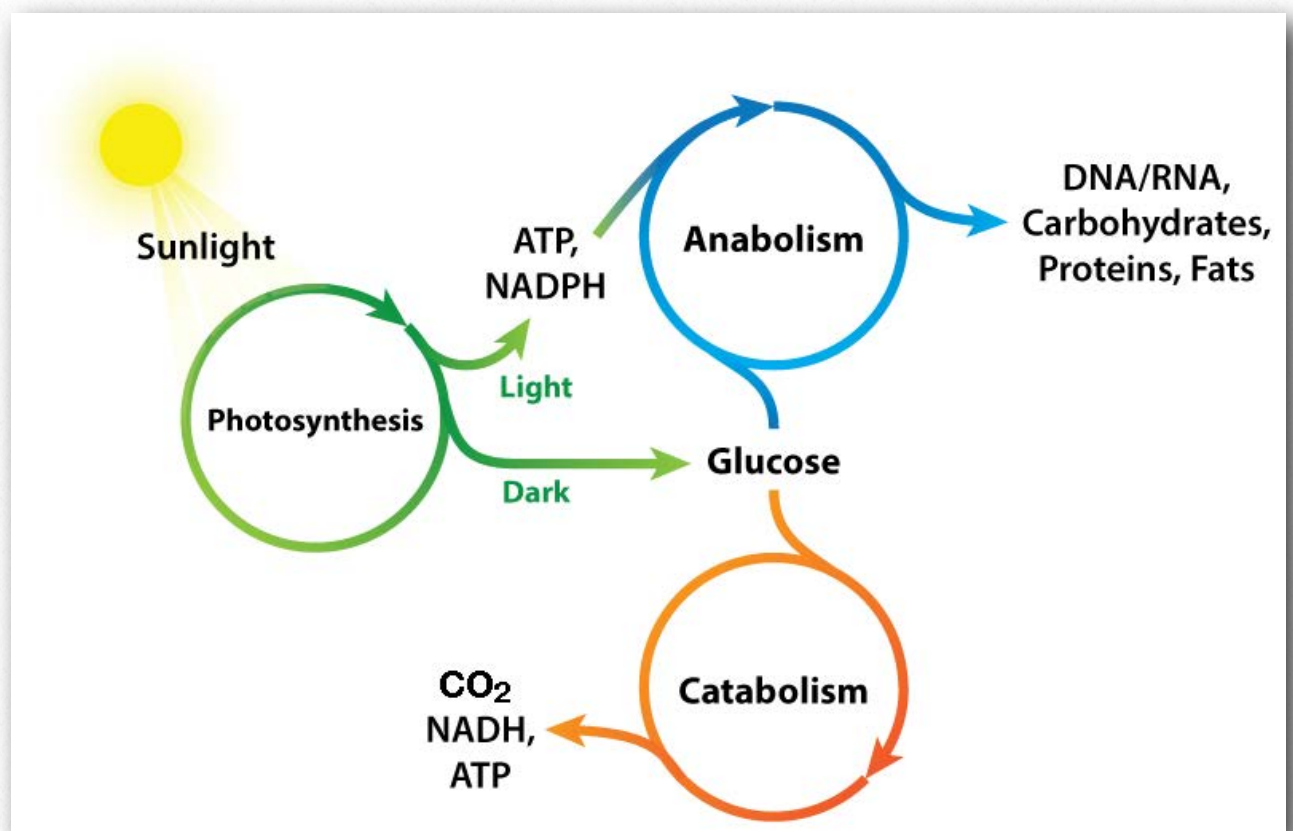 Sunlight
ATP,
NADPH
Anabolism
DNA/RNA,
Carbohydrates,
Proteins, Fats
Photosynthesis
Light
Dark
Glucose
Catabolism
CO₂
NADH,
ATP